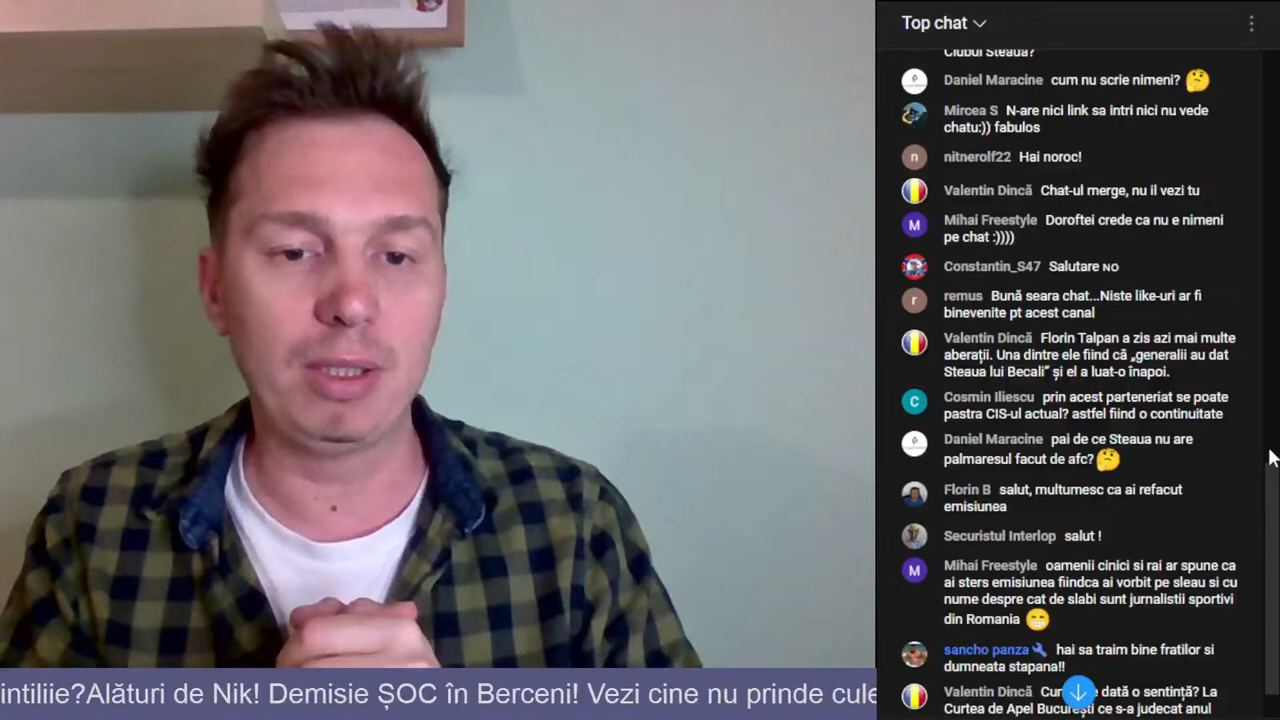 Top chat
Clubul Steaua?
Daniel Maracine cum nu scrie nimeni? 🤔
Mircea S N-are nici link sa intri nici nu vede
chatu:)) fabulos
n nitnerolf22 Hai noroc!
Valentin Dincă Chat-ul merge, nu il vezi tu
M Mihai Freestyle Doroftei crede ca nu e nimeni
pe chat :))))
Constantin_S47 Salutare ɴᴏ
r remus Bună seara chat...Niste like-uri ar fi
binevenite pt acest canal
Valentin Dincă Florin Talpan a zis azi mai multe
aberații. Una dintre ele fiind că „generalii au dat
Steaua lui Becali” și el a luat-o înapoi.
C Cosmin Iliescu prin acest parteneriat se poate
pastra CIS-ul actual? astfel fiind o continuitate
Daniel Maracine pai de ce Steaua nu are
palmaresul facut de afc? 🤔
Florin B salut, multumesc ca ai refacut
emisiunea
Securistul Interlop salut !
M Mihai Freestyle oamenii cinici si rai ar spune ca
ai sters emisiunea fiindca ai vorbit pe sleau si cu
nume despre cat de slabi sunt jurnalistii sportivi
din Romania 😁
sancho panza 🔧 hai sa traim bine fratilor si
dumneata stapana!!
Valentin Dincă dată o sentință? La
Curtea de Apel București ce s-a judecat anul
intiliie?Alături de Nik! Demisie ȘOC în Berceni! Vezi cine nu prinde cule